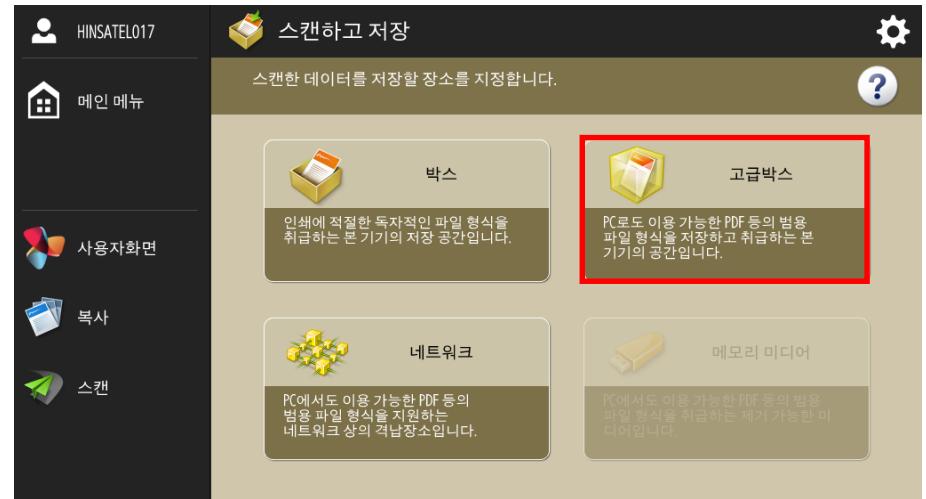 HINSATEL017
스캔하고 저장
메인 메뉴
스캔한 데이터를 저장할 장소를 지정합니다.
?
박스
인쇄에 적절한 독자적인 파일 형식을
취급하는 본 기기의 저장 공간입니다.
고급박스
PC로도 이용 가능한 PDF 등의 범용
파일 형식을 저장하고 취급하는 본
기기의 공간입니다.
사용자화면
복사
스캔
네트워크
PC에서도 이용 가능한 PDF 등의
범용 파일 형식을 지원하는
네트워크 상의 격납장소입니다.
메모리 미디어
PC에서도 이용 가능한 PDF 등의 범용
파일 형식을 취급하는 제거 가능한 미
디어입니다.